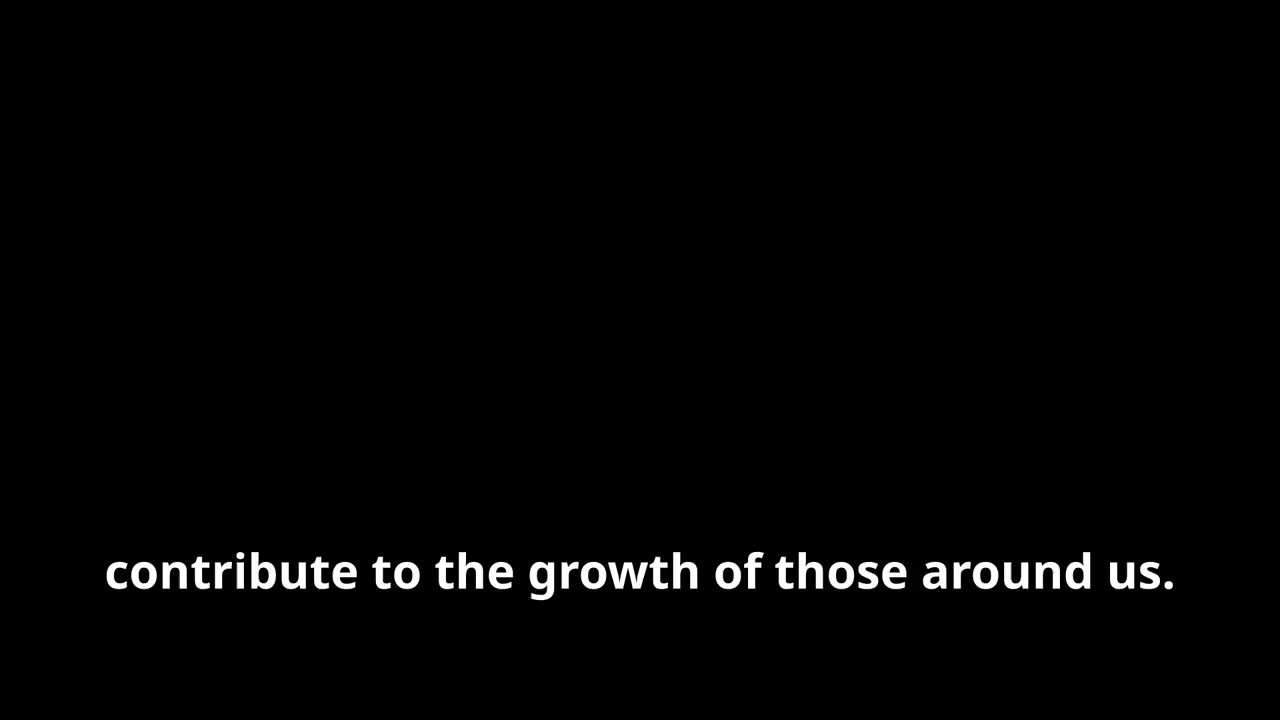 contribute to the growth of those around us.